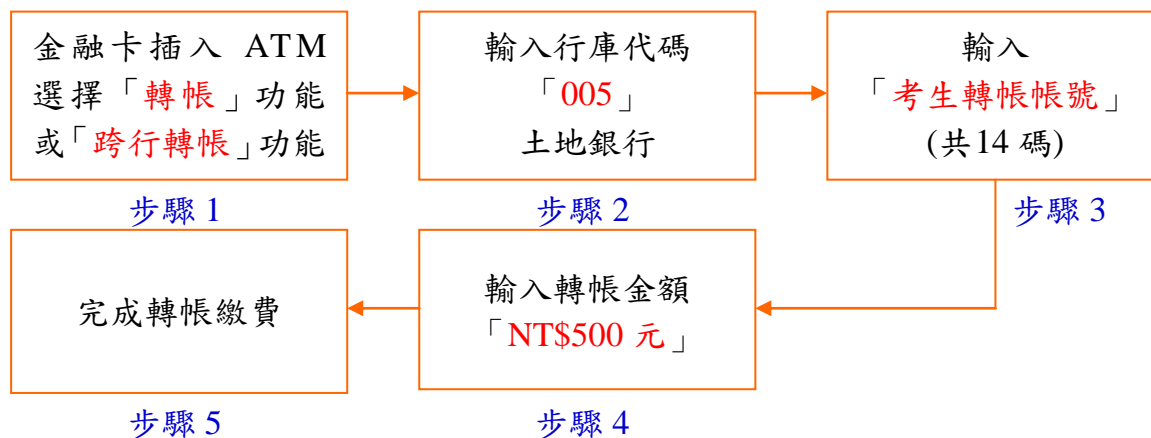 金融卡插入 ATM
選擇「轉帳」功能
或「跨行轉帳」功能
步驟 1
輸入行庫代碼
「005」
土地銀行
步驟 2
輸入
「考生轉帳帳號」
(共14 碼)
步驟 3
輸入轉帳金額
「NT$500 元」
步驟 4
完成轉帳繳費
步驟 5